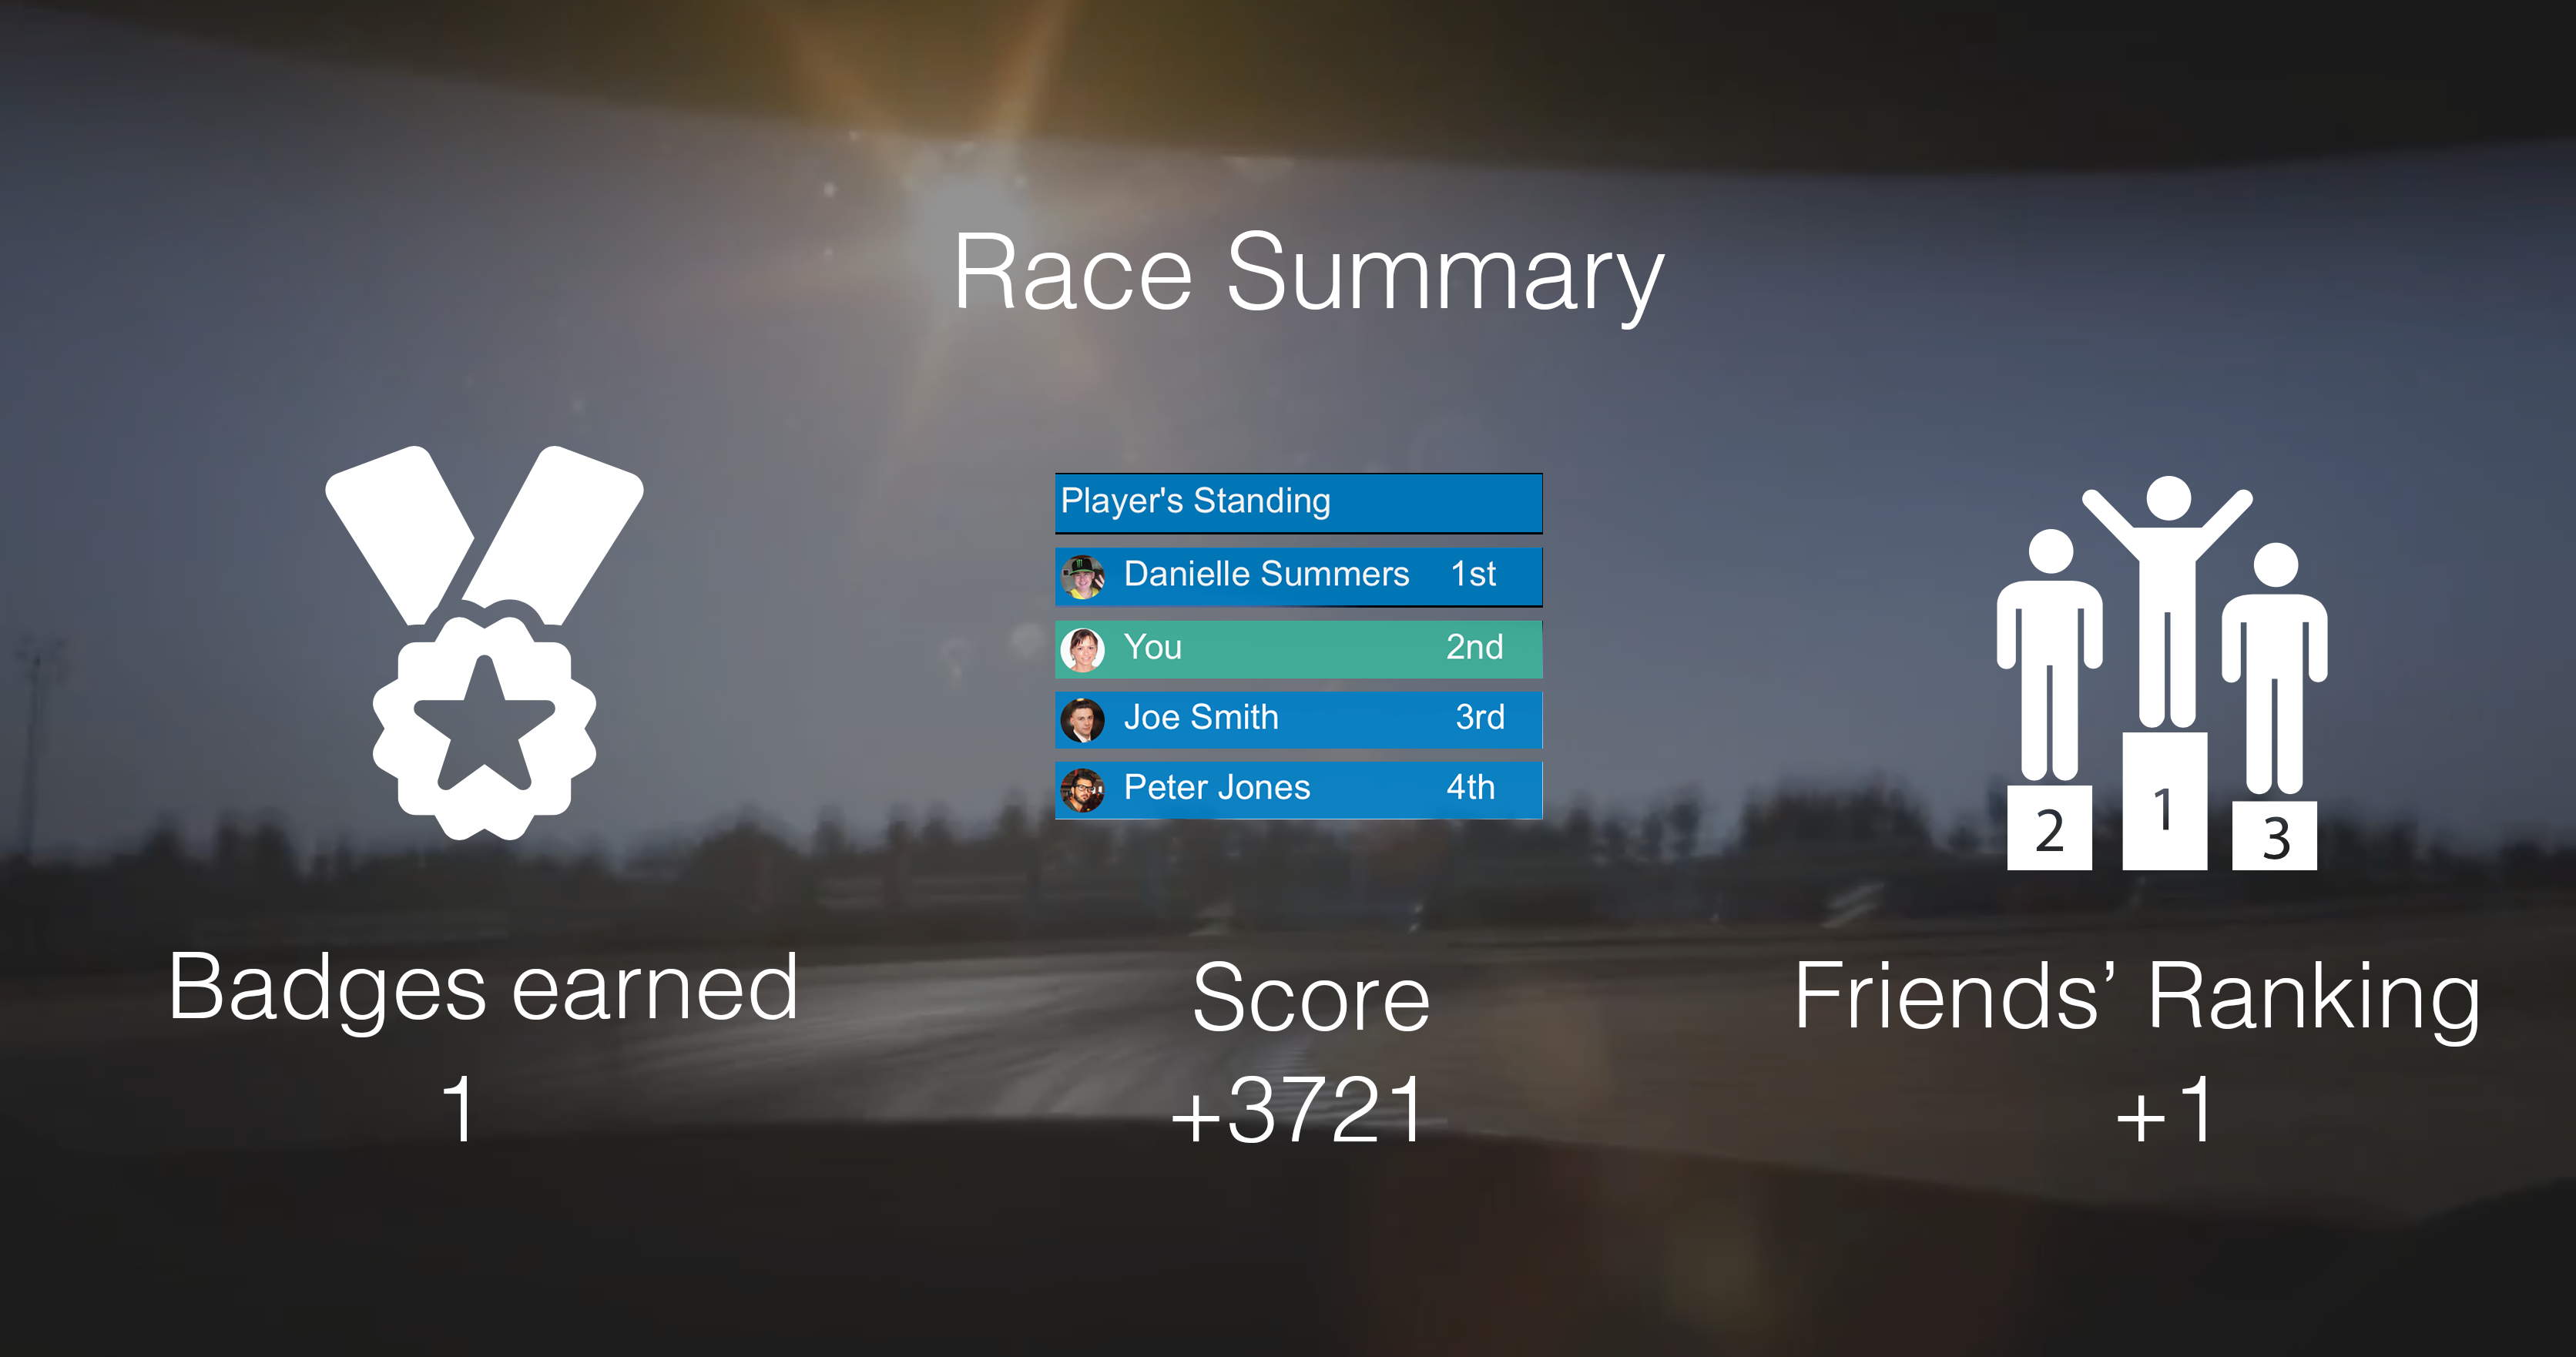 Race Summary
Player's Standing
Danielle Summers 1st
You 2nd
Joe Smith 3rd
Peter Jones 4th
2 1 3
Badges earned
1
Score
+3721
Friends’ Ranking
+1